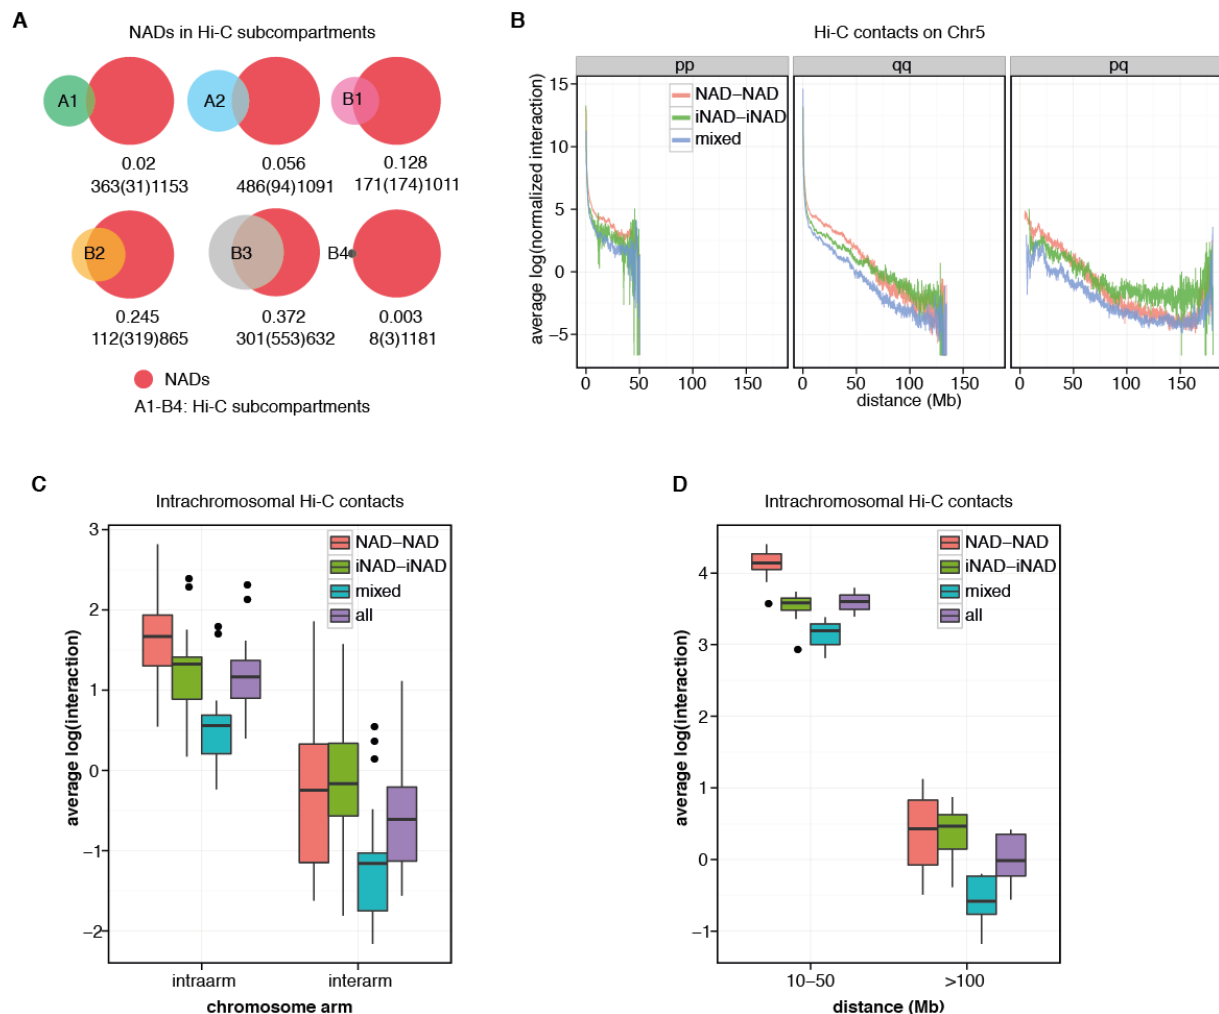 A
NADs in Hi-C subcompartments
A1
A2
B1
0.02
363(31)1153
0.056
486(94)1091
0.128
171(174)1011
B2
B3
B4
0.245
112(319)865
0.372
301(553)632
0.003
8(3)1181
NADs
A1-B4: Hi-C subcompartments
B
Hi-C contacts on Chr5
pp
qq
pq
average log(normalized interaction)
15
10
5
0
−5
NAD−NAD
iNAD−iNAD
mixed
0 50 100 150
0 50 100 150
0 50 100 150
distance (Mb)
C
Intrachromosomal Hi-C contacts
average log(interaction)
3
2
1
0
−1
−2
NAD−NAD
iNAD−iNAD
mixed
all
intraarm
interarm
chromosome arm
D
Intrachromosomal Hi-C contacts
average log(interaction)
4
3
2
1
0
−1
NAD−NAD
iNAD−iNAD
mixed
all
10−50
>100
distance (Mb)